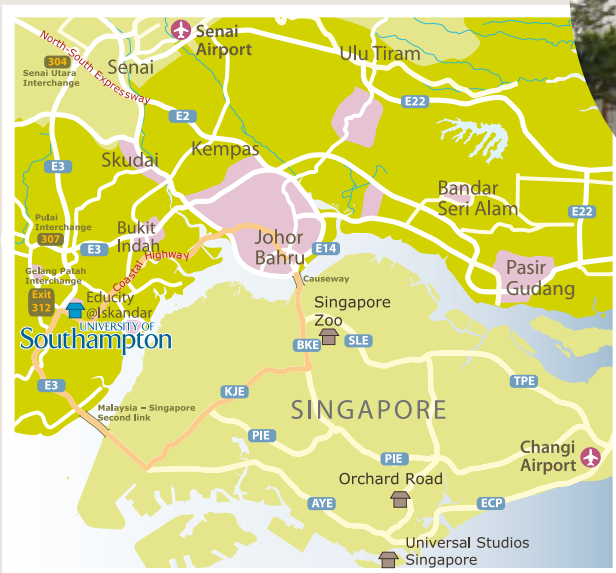 Senai
Airport
North-South Expressway
304
Senai Utara
Interchange
Senai
Ulu Tiram
E22
E2
E3
Skudai
Kempas
Bandar
Seri Alam
E22
Pulai
Interchange
307
E3
Bukit
Indah
Coastal Highway
Johor
Bahru
E14
Pasir
Gudang
Gelang Patah
Interchange
Exit
312
Educity
@Iskandar
UNIVERSITY OF
Southampton
Causeway
Singapore
Zoo
BKE
SLE
E3
Malaysia – Singapore
Second link
KJE
TPE
SINGAPORE
PIE
PIE
Changi
Airport
Orchard Road
AYE
ECP
Universal Studios
Singapore